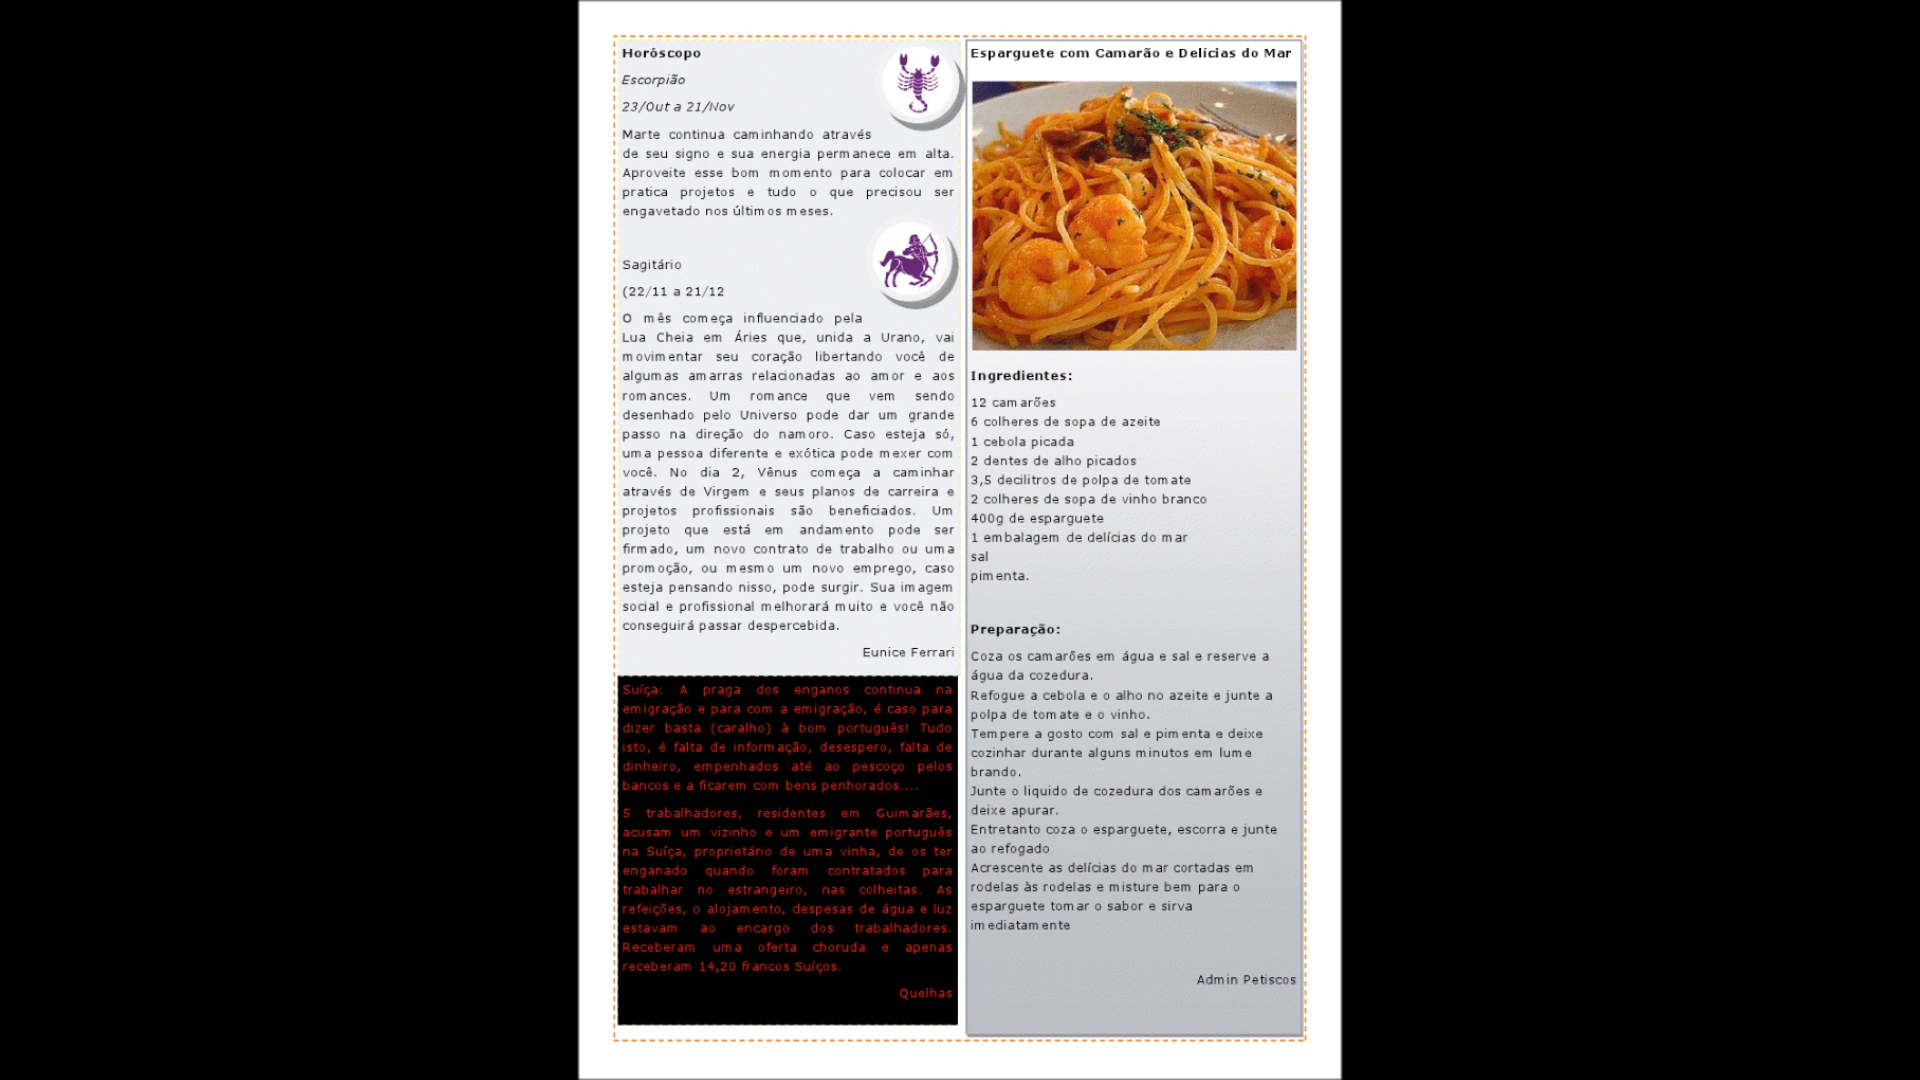 Horóscopo
Escorpião
23/Out a 21/Nov
Marte continua caminhando através
de seu signo e sua energia permanece em alta.
Aproveite esse bom momento para colocar em
pratica projetos e tudo o que precisou ser
engavetado nos últimos meses.
Sagitário
(22/11 a 21/12
O mês começa influenciado pela
Lua Cheia em Áries que, unida a Urano, vai
movimentar seu coração libertando você de
algumas amarras relacionadas ao amor e aos
romances. Um romance que vem sendo
desenhado pelo Universo pode dar um grande
passo na direção do namoro. Caso esteja só,
uma pessoa diferente e exótica pode mexer com
você. No dia 2, Vênus começa a caminhar
através de Virgem e seus planos de carreira e
projetos profissionais são beneficiados. Um
projeto que está em andamento pode ser
firmado, um novo contrato de trabalho ou uma
promoção, ou mesmo um novo emprego, caso
esteja pensando nisso, pode surgir. Sua imagem
social e profissional melhorará muito e você não
conseguirá passar despercebida.
Eunice Ferrari
Suíça: A praga dos enganos continua na
emigração e para com a emigração, é caso para
dizer basta (caralho) à bom português! Tudo
isto, é falta de informação, desespero, falta de
dinheiro, empenhados até ao pescoço pelos
bancos e a ficarem com bens penhorados....
5 trabalhadores, residentes em Guimarães,
acusam um vizinho e um emigrante português
na Suíça, proprietário de uma vinha, de os ter
enganado quando foram contratados para
trabalhar no estrangeiro, nas colheitas. As
refeições, o alojamento, despesas de água e luz
estavam ao encargo dos trabalhadores.
Receberam uma oferta choruda e apenas
receberam 14,20 francos Suíços.
Quelhas
Esparguete com Camarão e Delícias do Mar
Ingredientes:
12 camarões
6 colheres de sopa de azeite
1 cebola picada
2 dentes de alho picados
3,5 decilitros de polpa de tomate
2 colheres de sopa de vinho branco
400g de esparguete
1 embalagem de delícias do mar
sal
pimenta.
Preparação:
Coza os camarões em água e sal e reserve a
água da cozedura.
Refogue a cebola e o alho no azeite e junte a
polpa de tomate e o vinho.
Tempere a gosto com sal e pimenta e deixe
cozinhar durante alguns minutos em lume
brando.
Junte o liquido de cozedura dos camarões e
deixe apurar.
Entretanto coza o esparguete, escorra e junte
ao refogado
Acrescente as delícias do mar cortadas em
rodelas às rodelas e misture bem para o
esparguete tomar o sabor e sirva
imediatamente
Admin Petiscos